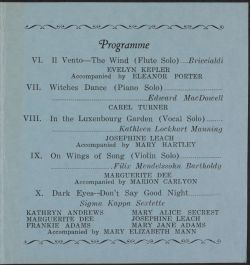 Programme
VI. Il Vento—The Wind (Flute Solo) Briccialdi
EVELYN KEPLER
Accompanied by ELEANOR PORTER
VII. Witches Dance (Piano Solo)
Edward MacDowell
CAREL TURNER
VIII. In the Luxenbourg Garden (Vocal Solo)
Kathleen Lockhart Manning
JOSEPHINE LEACH
Accompanied by MARY HARTLEY
IX. On Wings of Song (Violin Solo)
Felix Mendelssohn Bartholdy
MARGUERITE DEE
Accompanied by MARION CARLYON
X. Dark Eyes—Don't Say Good Night
Sigma Kappa Sextette
KATHRYN ANDREWS MARY ALICE SECREST
MARGUERITE DEE JOSEPHINE LEACH
FRANKIE ADAMS MARY JANE ADAMS
Accompanied by MARY ELIZABETH MANN